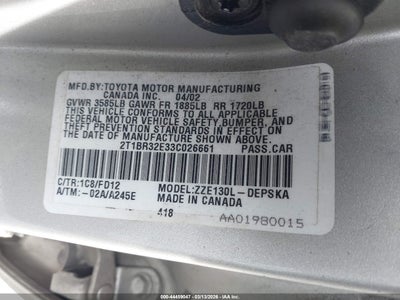 MFD.BY:TOYOTA MOTOR MANUFACTURING
CANADA INC. 04/02
GVWR 3585LB GAWR FR 1885LB RR 1720LB
THIS VEHICLE CONFORMS TO ALL APPLICABLE
FEDERAL MOTOR VEHICLE SAFETY,BUMPER, AND
THEFT PREVENTION STANDARDS IN EFFECT ON
THE DATE OF MANUFACTURE SHOWN ABOVE.
2T1BR32E33C026661 PASS.CAR
C/TR:1C8/FD12 MODEL:ZZE130L-DEPSKA
A/TM:-02A/A245E MADE IN CANADA
418
AA01980015
44459047 | 03/13/2026 - © IAA